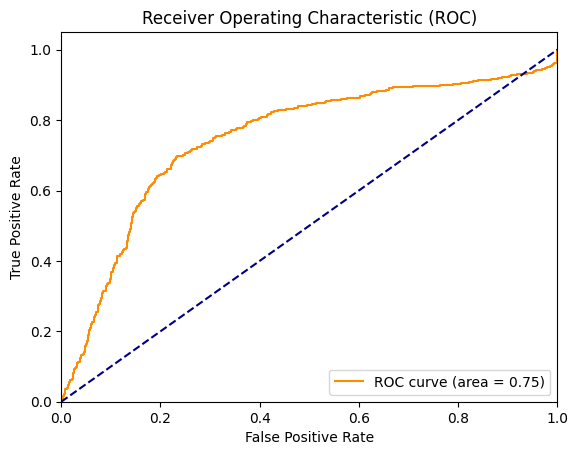 Receiver Operating Characteristic (ROC)
True Positive Rate
1.0
0.8
0.6
0.4
0.2
0.0
0.0 0.2 0.4 0.6 0.8 1.0
False Positive Rate
ROC curve (area = 0.75)